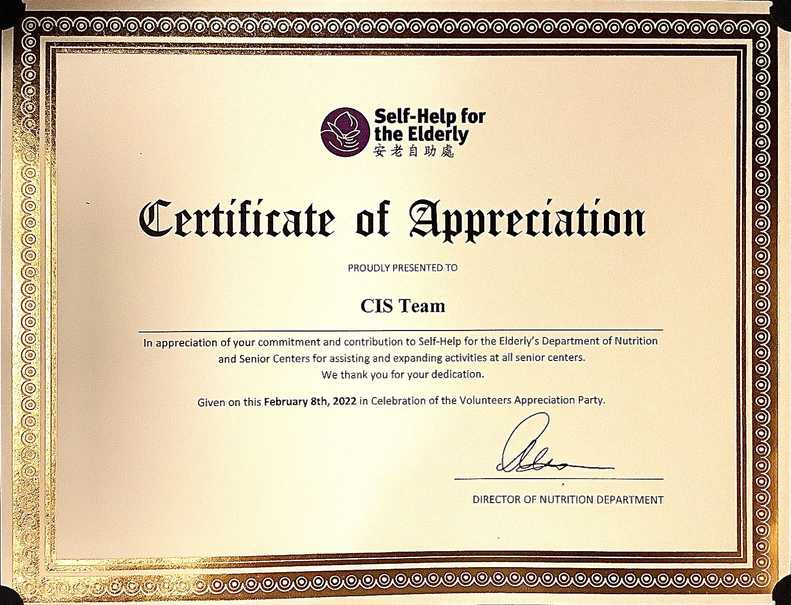 Self-Help for
the Elderly
安老自助處
Certificate of Appreciation
PROUDLY PRESENTED TO
CIS Team
In appreciation of your commitment and contribution to Self-Help for the Elderly's Department of Nutrition
and Senior Centers for assisting and expanding activities at all senior centers.
We thank you for your dedication.
Given on this February 8th, 2022 in Celebration of the Volunteers Appreciation Party.
DIRECTOR OF NUTRITION DEPARTMENT